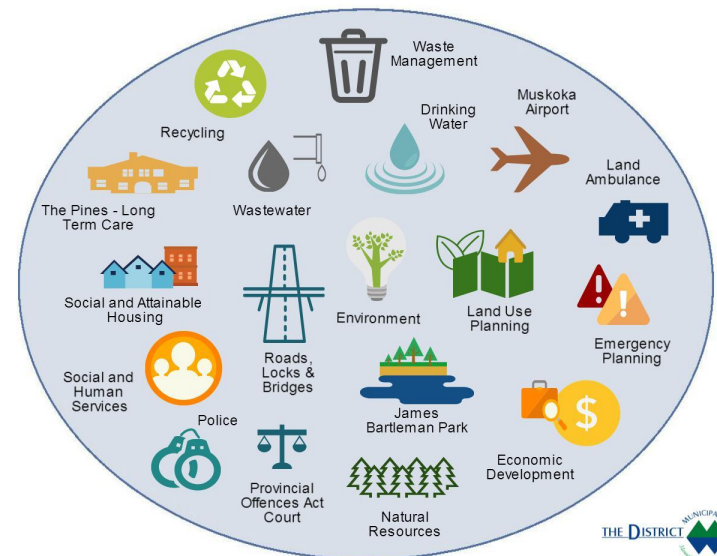 Waste
Management
Recycling
Drinking
Water
Muskoka
Airport
Land
Ambulance
The Pines - Long
Term Care
Wastewater
Social and Attainable
Housing
Roads,
Locks &
Bridges
Environment
Land Use
Planning
Emergency
Planning
Social and
Human
Services
James
Bartleman Park
Economic
Development
$
Police
Provincial
Offences Act
Court
Natural
Resources
THE DISTRICT